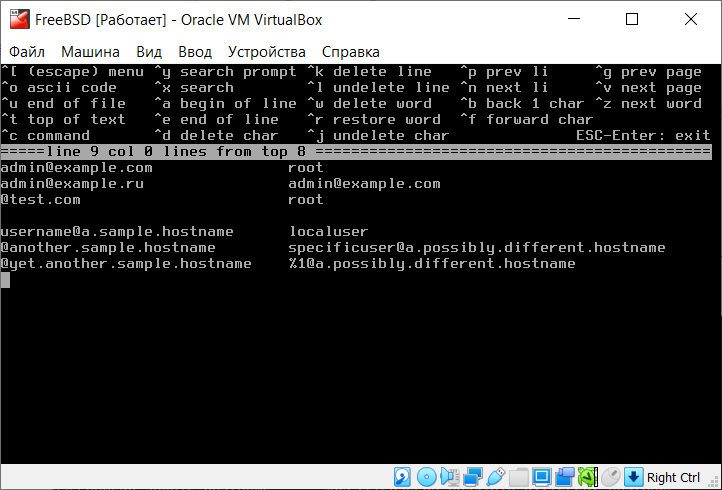 FreeBSD [Работает] - Oracle VM VirtualBox
Файл Машина Вид Ввод Устройства Справка
^[ (escape) menu ^y search prompt ^k delete line ^p prev li ^g prev page
^o ascii code ^x search ^l undelete line ^n next li ^v next page
^u end of file ^a begin of line ^w delete word ^b back 1 char ^z next word
^t top of text ^e end of line ^r restore word ^f forward char
^c command ^d delete char ^j undelete char ESC-Enter: exit
=====line 9 col 0 lines from top 8 ============================================
admin@example.com root
admin@example.ru admin@example.com
@test.com root
username@a.sample.hostname localuser
@another.sample.hostname specificuser@a.possibly.different.hostname
@yet.another.sample.hostname %1@a.possibly.different.hostname
Right Ctrl